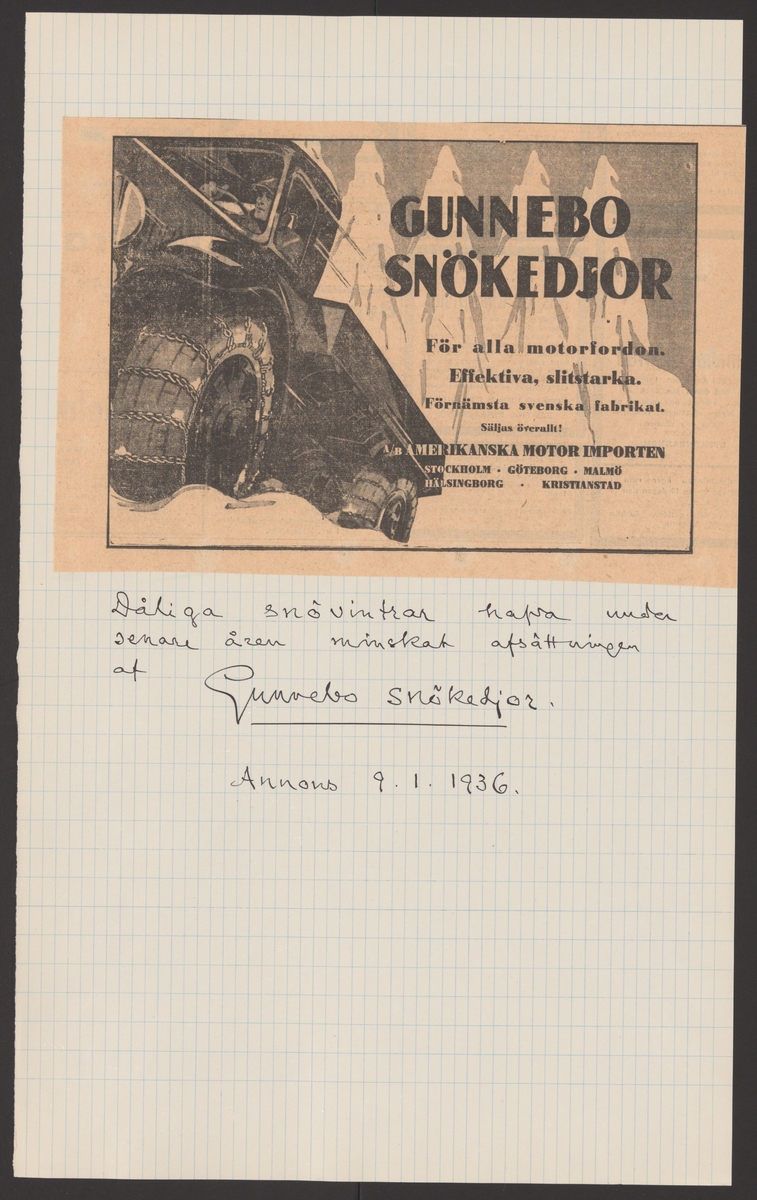 GUNNEBO
SNÖKEDJOR
För alla motorfordon.
Effektiva, slitstarka.
Förnämsta svenska fabrikat.
Säljas överallt!
A/B AMERIKANSKA MOTOR IMPORTEN
STOCKHOLM · GÖTEBORG · MALMÖ
HÄLSINGBORG · KRISTIANSTAD
Dåliga snövintrar hafva under
senare åren minskat afsättningen
af Gunnebo snökedjor.
Annons 9.1.1936.